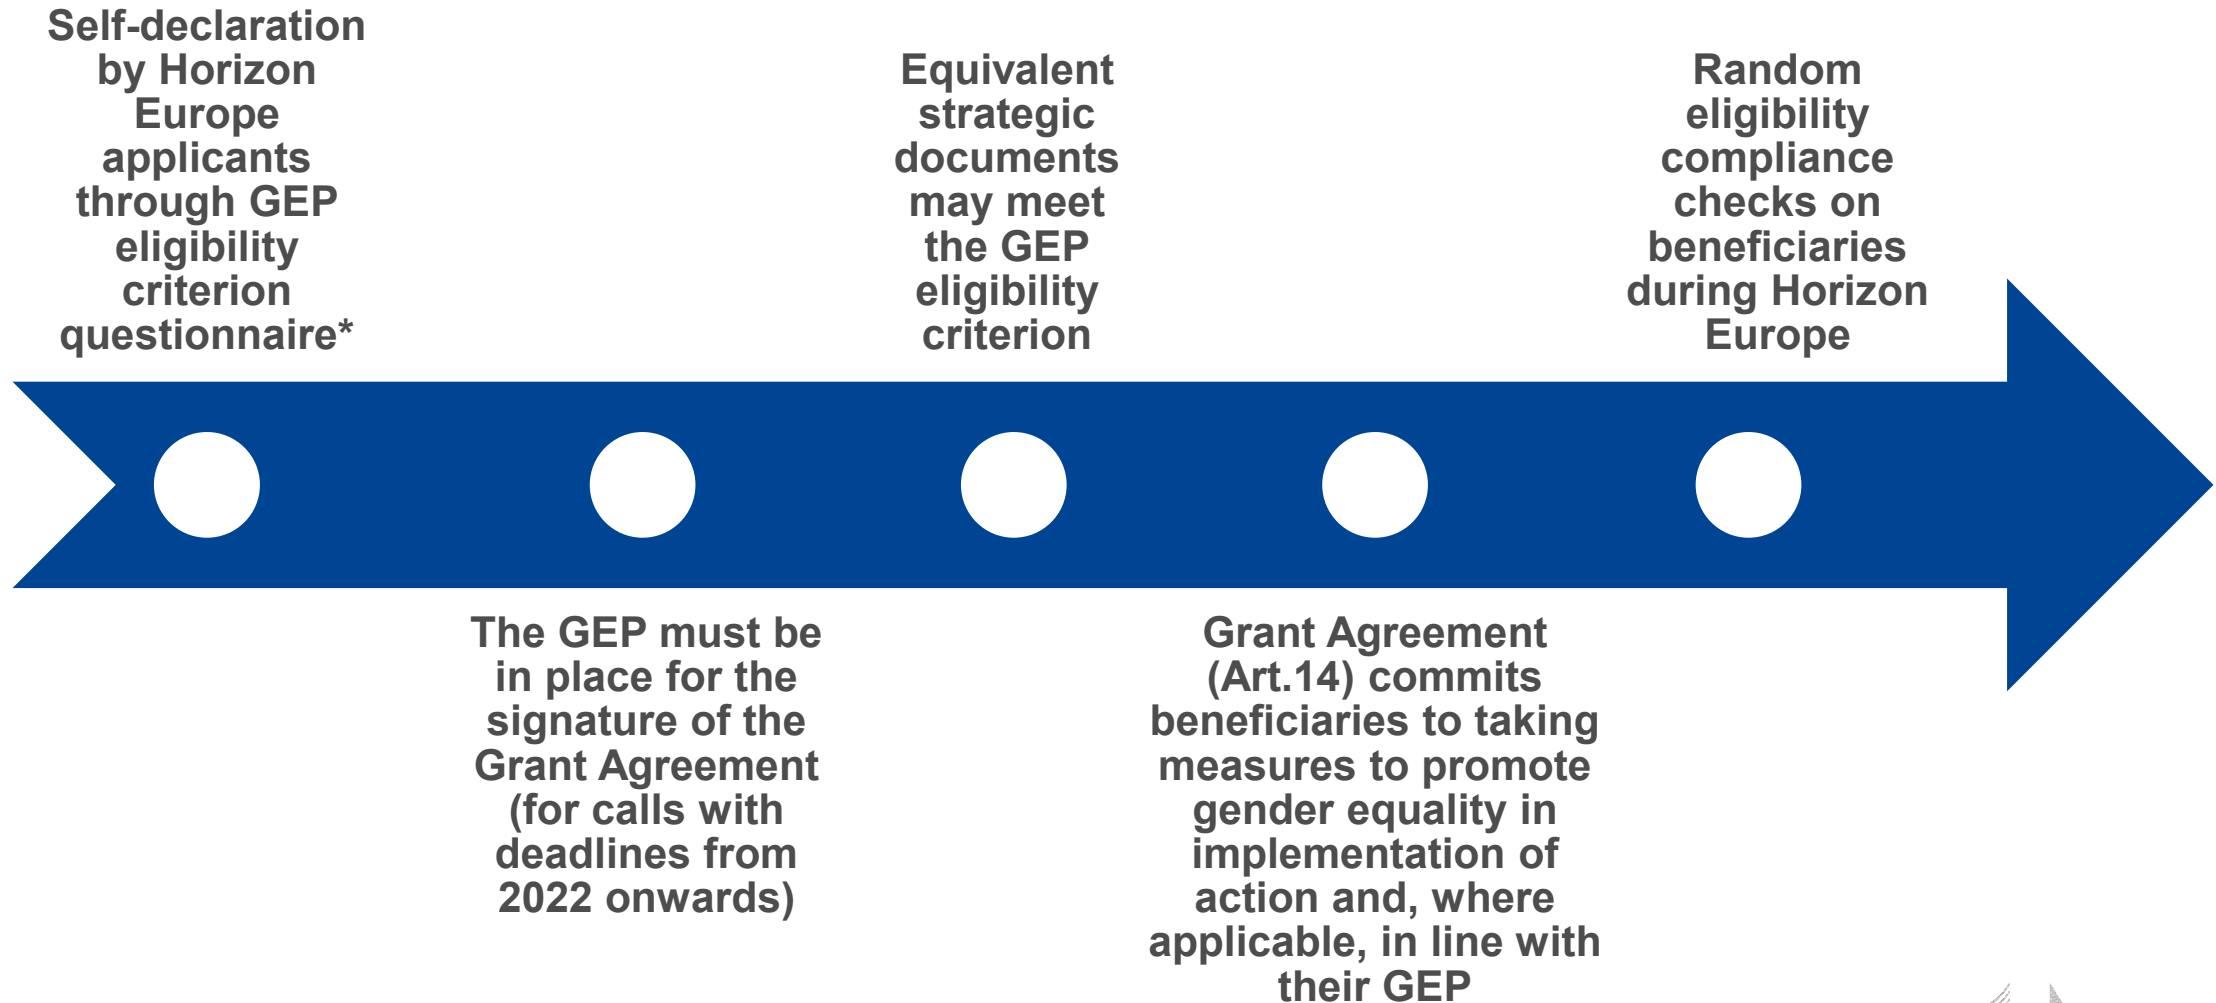 Self-declaration
by Horizon
Europe
applicants
through GEP
eligibility
criterion
questionnaire*
The GEP must be
in place for the
signature of the
Grant Agreement
(for calls with
deadlines from
2022 onwards)
Equivalent
strategic
documents
may meet
the GEP
eligibility
criterion
Grant Agreement
(Art.14) commits
beneficiaries to taking
measures to promote
gender equality in
implementation of
action and, where
applicable, in line with
their GEP
Random
eligibility
compliance
checks on
beneficiaries
during Horizon
Europe